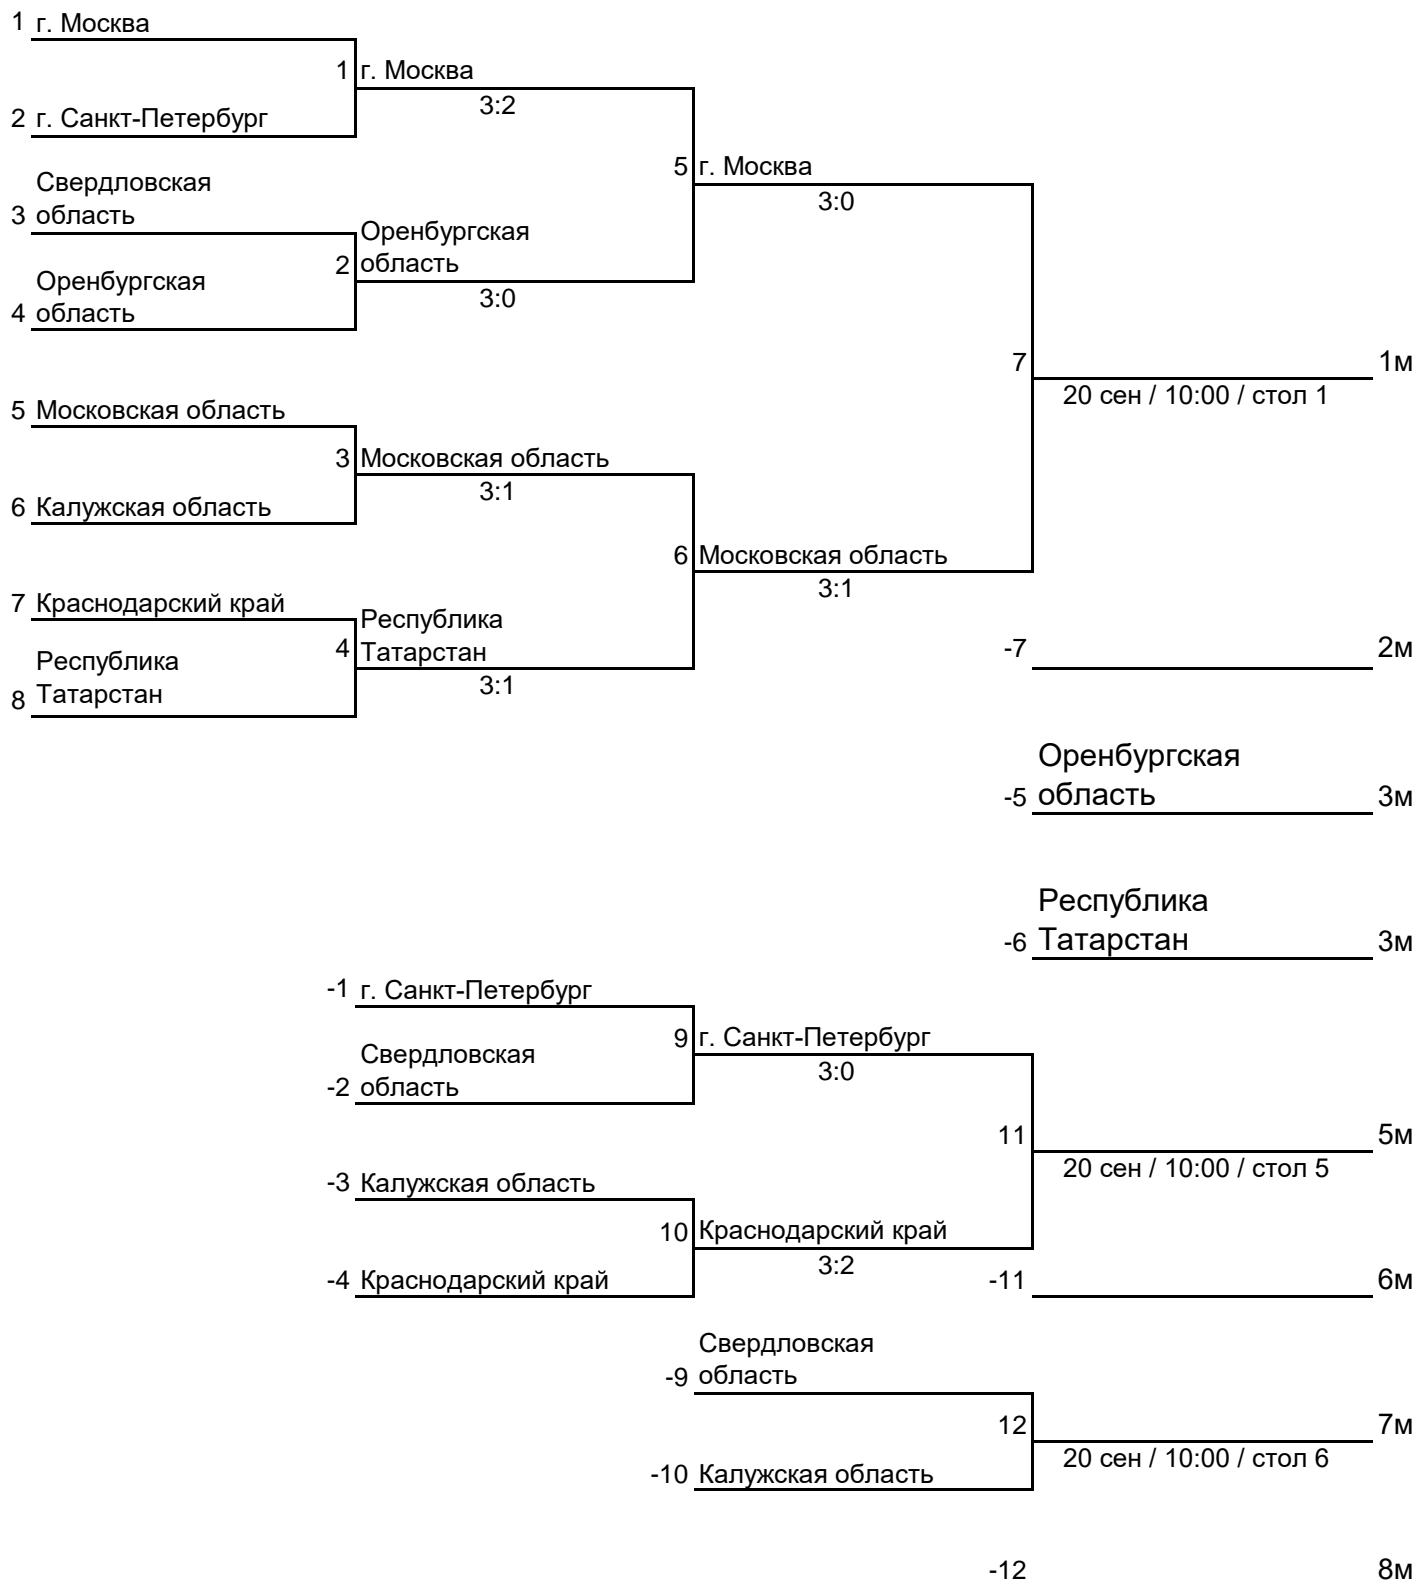 1 г. Москва
1 г. Москва
3:2
2 г. Санкт-Петербург
5 г. Москва
3:0
Свердловская
3 область
Оренбургская
2 область
3:0
Оренбургская
4 область
7
1м
20 сен / 10:00 / стол 1
5 Московская область
3 Московская область
3:1
6 Калужская область
6 Московская область
3:1
7 Краснодарский край
Республика
4 Татарстан
3:1
Республика
8 Татарстан
-7
2м
Оренбургская
-5 область 3м
Республика
-6 Татарстан 3м
-1 г. Санкт-Петербург
9 г. Санкт-Петербург
3:0
Свердловская
-2 область
11
5м
20 сен / 10:00 / стол 5
-3 Калужская область
10 Краснодарский край
3:2
-4 Краснодарский край
-11
6м
Свердловская
-9 область
12
7м
20 сен / 10:00 / стол 6
-10 Калужская область
-12
8м